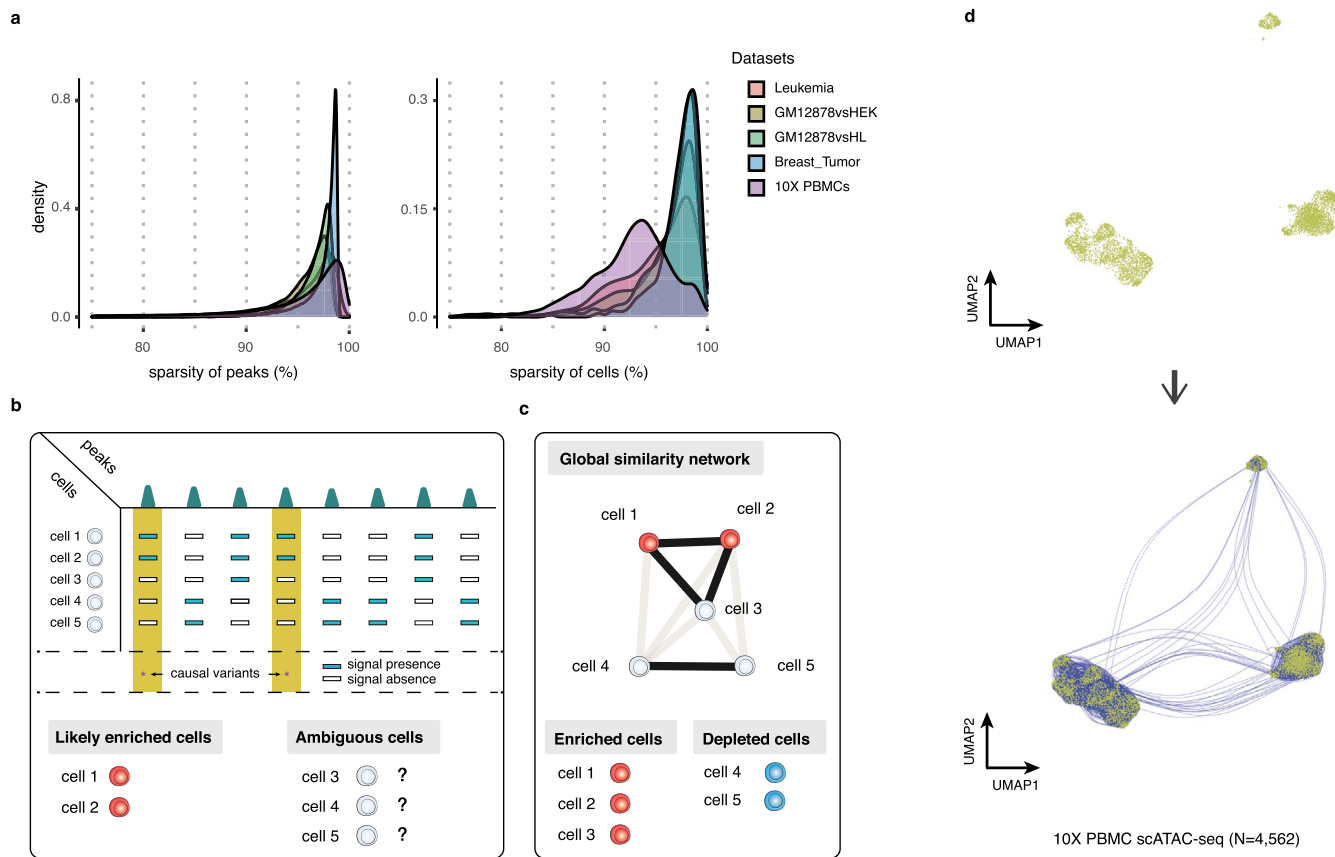 a
density
0.8
0.4
0.0
80
90
100
sparsity of peaks (%)
0.3
0.15
0.0
80
90
100
sparsity of cells (%)
Datasets
Leukemia
GM12878vsHEK
GM12878vsHL
Breast_Tumor
10X PBMCs
b
peaks
cells
cell 1
cell 2
cell 3
cell 4
cell 5
* causal variants *
signal presence
signal absence
Likely enriched cells
cell 1
cell 2
Ambiguous cells
cell 3 ?
cell 4 ?
cell 5 ?
c
Global similarity network
cell 1
cell 2
cell 3
cell 4
cell 5
Enriched cells
cell 1
cell 2
cell 3
Depleted cells
cell 4
cell 5
d
UMAP2
UMAP1
UMAP2
UMAP1
10X PBMC scATAC-seq (N=4,562)